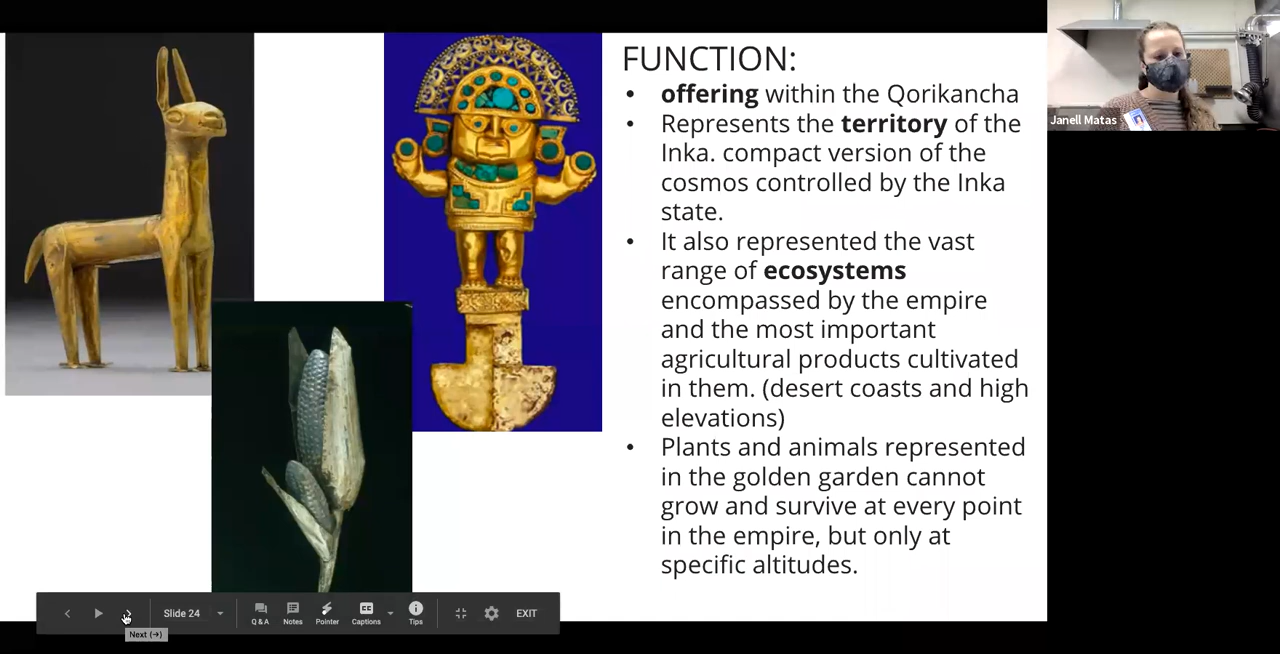 FUNCTION:
• offering within the Qorikancha
• Represents the territory of the
Inka. compact version of the
cosmos controlled by the Inka
state.
• It also represented the vast
range of ecosystems
encompassed by the empire
and the most important
agricultural products cultivated
in them. (desert coasts and high
elevations)
• Plants and animals represented
in the golden garden cannot
grow and survive at every point
in the empire, but only at
specific altitudes.
Janell Matas
Slide 24
Q & A
Notes
Pointer
Captions
Tips
EXIT
Next (→)